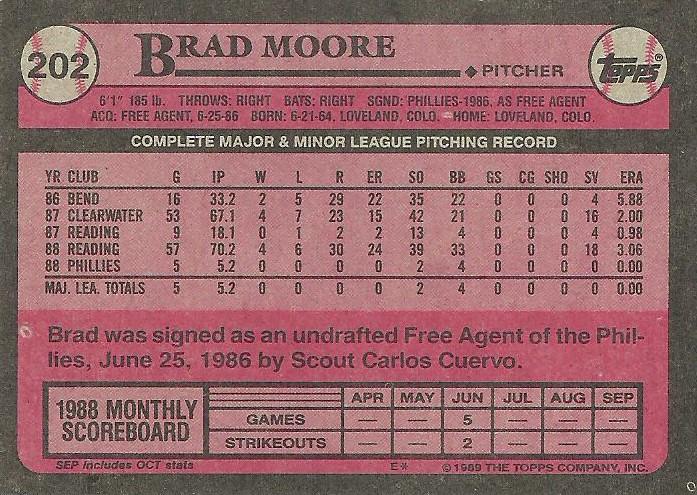 202
BRAD MOORE
PITCHER
TOPPS®
6'1" 185 lb. THROWS: RIGHT BATS: RIGHT SGND: PHILLIES-1986, AS FREE AGENT
ACQ: FREE AGENT, 6-25-86 BORN: 6-21-64, LOVELAND, COLO. HOME: LOVELAND, COLO.
COMPLETE MAJOR & MINOR LEAGUE PITCHING RECORD
YR CLUB G IP W L R ER SO BB GS CG SHO SV ERA
86 BEND 16 33.2 2 5 29 22 35 22 0 0 0 4 5.88
87 CLEARWATER 53 67.1 4 7 23 15 42 21 0 0 0 16 2.00
87 READING 9 18.1 0 1 2 2 13 4 0 0 0 4 0.98
88 READING 57 70.2 4 6 30 24 39 33 0 0 0 18 3.06
88 PHILLIES 5 5.2 0 0 0 0 2 4 0 0 0 0 0.00
MAJ. LEA. TOTALS 5 5.2 0 0 0 0 2 4 0 0 0 0 0.00
Brad was signed as an undrafted Free Agent of the Phil-
lies, June 25, 1986 by Scout Carlos Cuervo.
1988 MONTHLY
SCOREBOARD
APR MAY JUN JUL AUG SEP
GAMES — — 5 — — —
STRIKEOUTS — — 2 — — —
SEP includes OCT stats
E* © 1989 THE TOPPS COMPANY, INC.